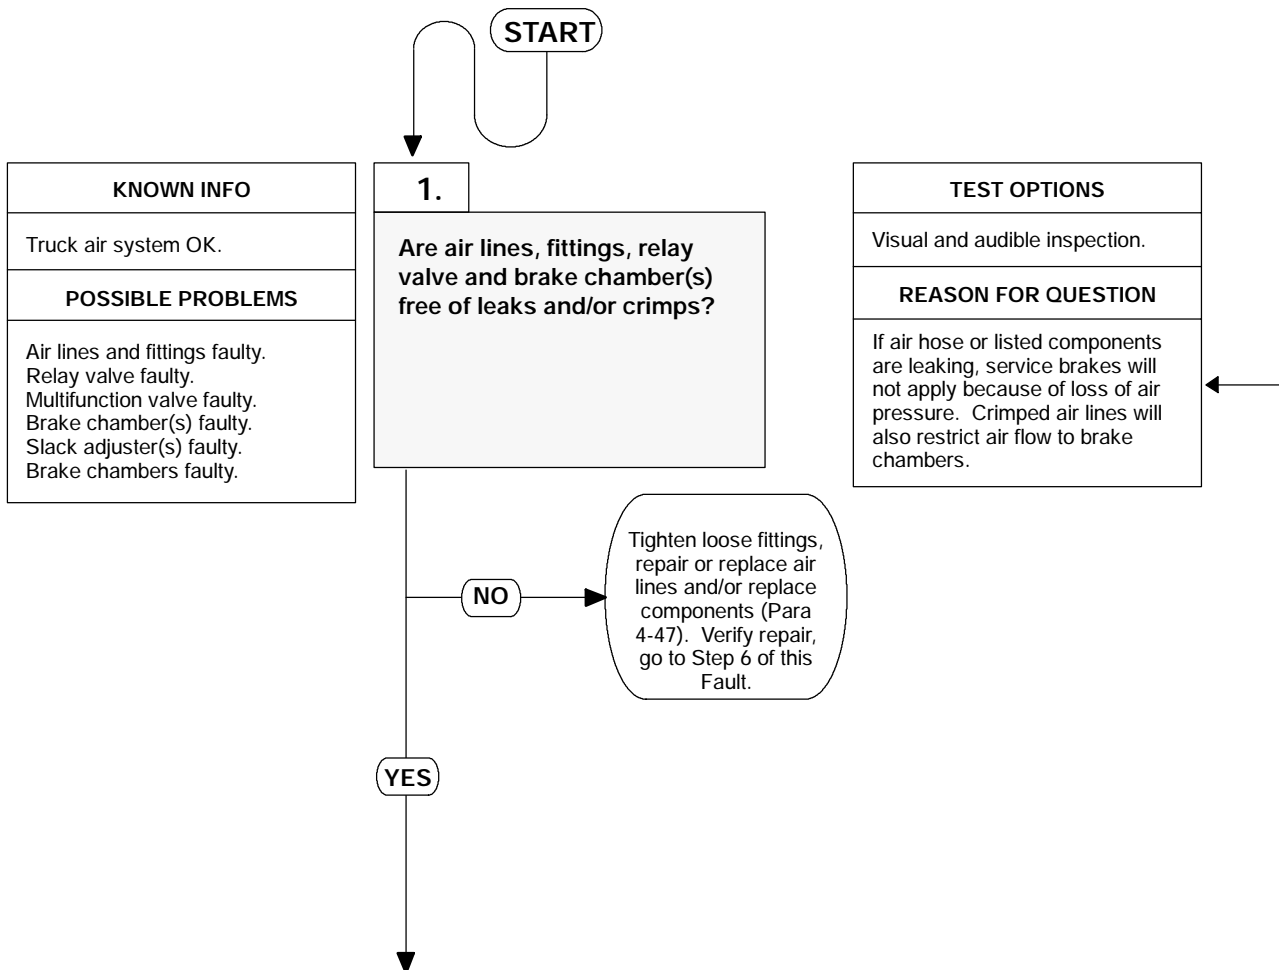 START
KNOWN INFO
Truck air system OK.
POSSIBLE PROBLEMS
Air lines and fittings faulty.
Relay valve faulty.
Multifunction valve faulty.
Brake chamber(s) faulty.
Slack adjuster(s) faulty.
Brake chambers faulty.
1.
Are air lines, fittings, relay
valve and brake chamber(s)
free of leaks and/or crimps?
TEST OPTIONS
Visual and audible inspection.
REASON FOR QUESTION
If air hose or listed components
are leaking, service brakes will
not apply because of loss of air
pressure.  Crimped air lines will
also restrict air flow to brake
chambers.
NO
Tighten loose fittings,
repair or replace air
lines and/or replace
components (Para
4-47).  Verify repair,
go to Step 6 of this
Fault.
YES